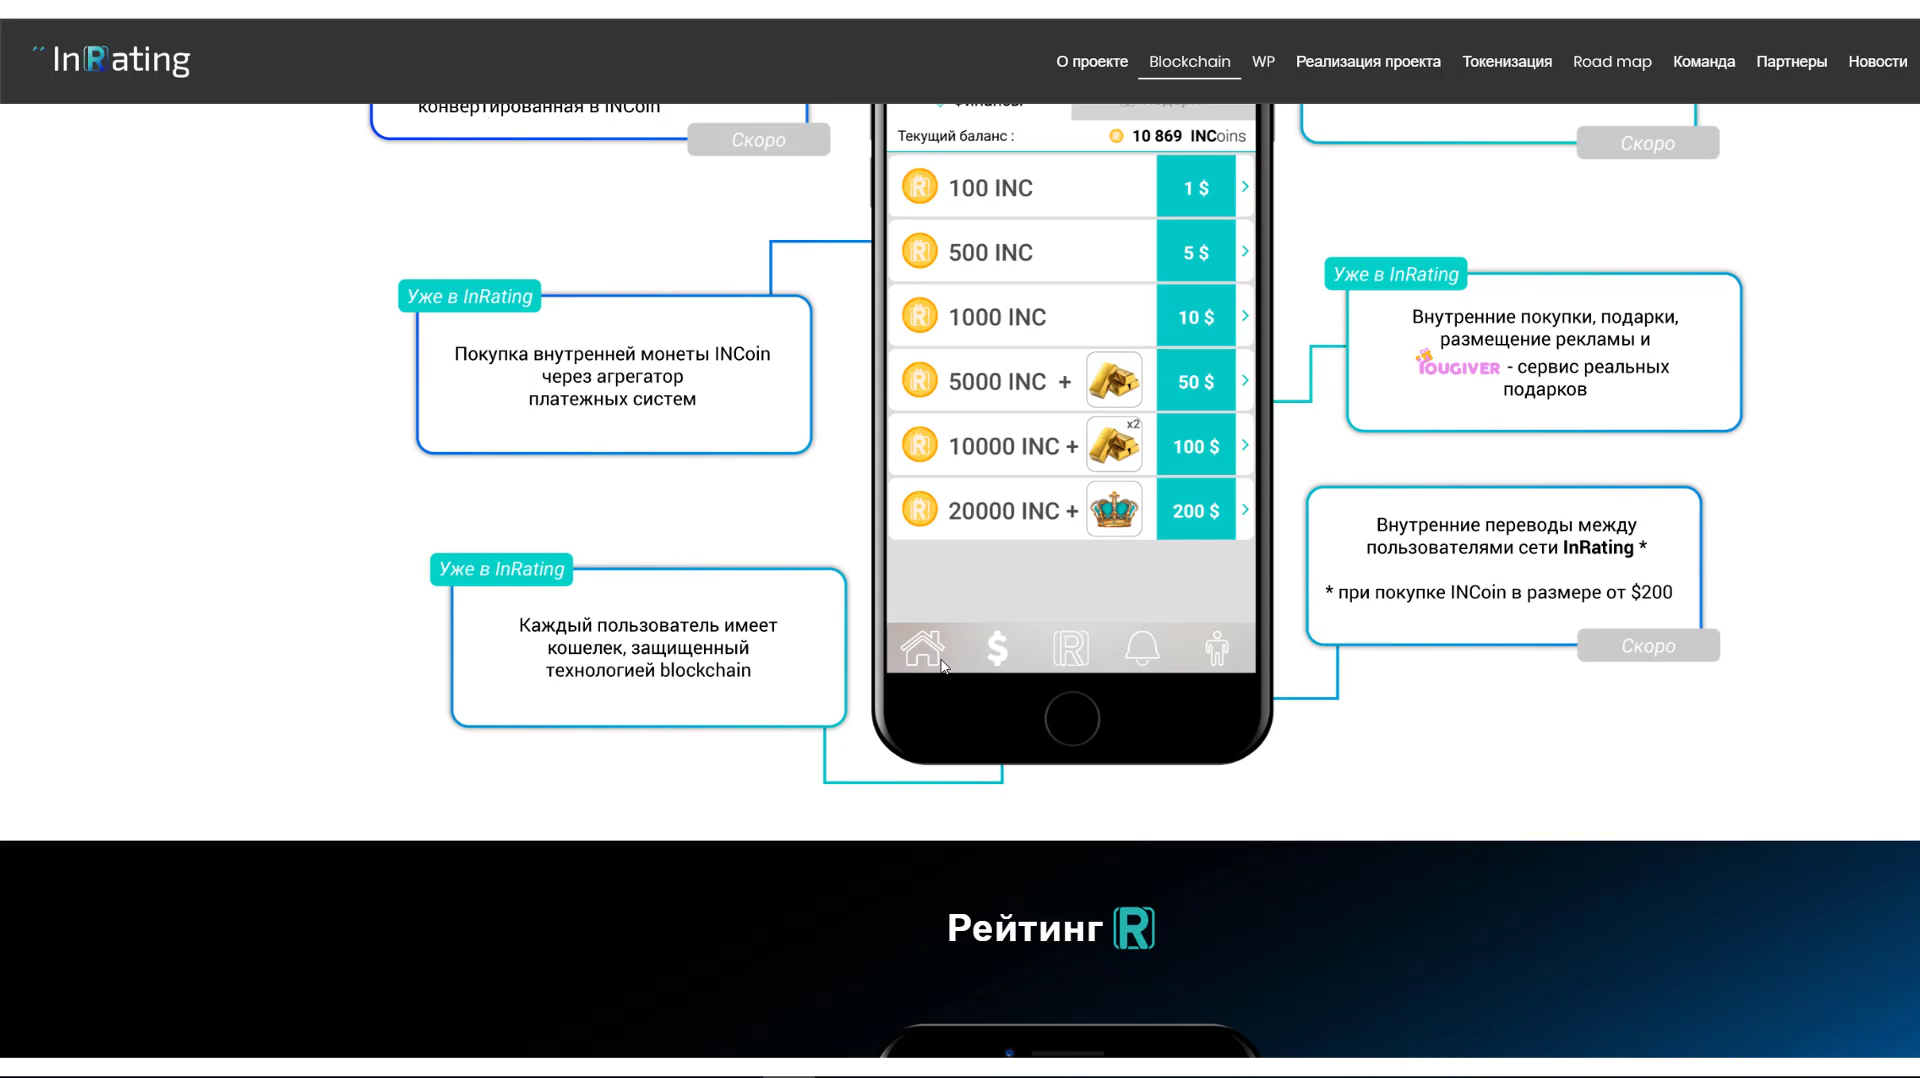 InRating
О проекте
Blockchain
WP
Реализация проекта
Токенизация
Road map
Команда
Партнеры
Новости
конвертированная в INCoin
Скоро
Финансы
Текущий баланс :
10 869 INCoins
Скоро
100 INC
1 $
500 INC
5 $
1000 INC
10 $
5000 INC +
50 $
10000 INC +
x2
100 $
20000 INC +
200 $
Уже в InRating
Покупка внутренней монеты INCoin
через агрегатор
платежных систем
Уже в InRating
Внутренние покупки, подарки,
размещение рекламы и
YOUGIVER - сервис реальных
подарков
Внутренние переводы между
пользователями сети InRating *
* при покупке INCoin в размере от $200
Скоро
Уже в InRating
Каждый пользователь имеет
кошелек, защищенный
технологией blockchain
$
R
Рейтинг R